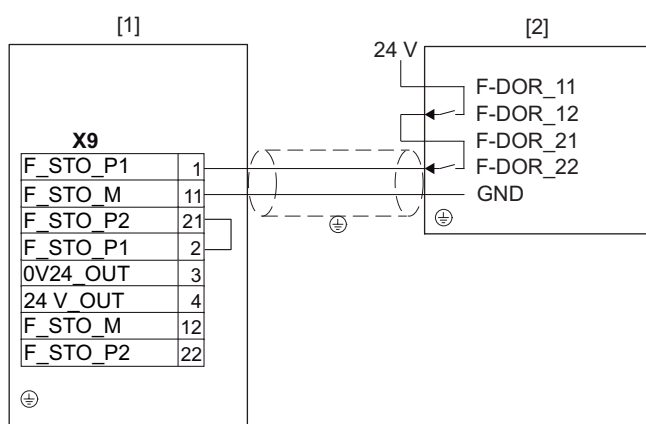 [1]
[2]
24 V
F-DOR_11
F-DOR_12
F-DOR_21
F-DOR_22
GND
X9
F_STO_P1 1
F_STO_M 11
F_STO_P2 21
F_STO_P1 2
0V24_OUT 3
24 V_OUT 4
F_STO_M 12
F_STO_P2 22